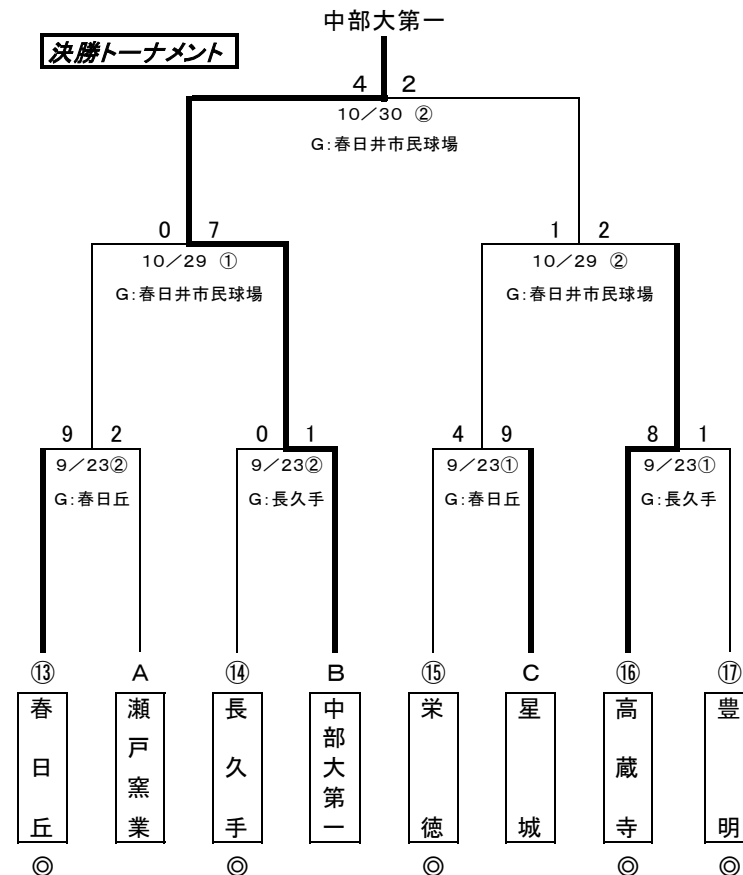 中部大第一
決勝トーナメント
4 2
10/30 ②
G:春日井市民球場
0 7
1 2
10/29 ①
10/29 ②
G:春日井市民球場
G:春日井市民球場
9 2
0 1
4 9
8 1
9/23②
9/23②
9/23①
9/23①
G:春日丘
G:長久手
G:春日丘
G:長久手
⑬ A ⑭ B ⑮ C ⑯ ⑰
春日丘
瀬戸窯業
長久手
中部大第一
栄徳
星城
高蔵寺
豊明
◎ ◎ ◎ ◎ ◎